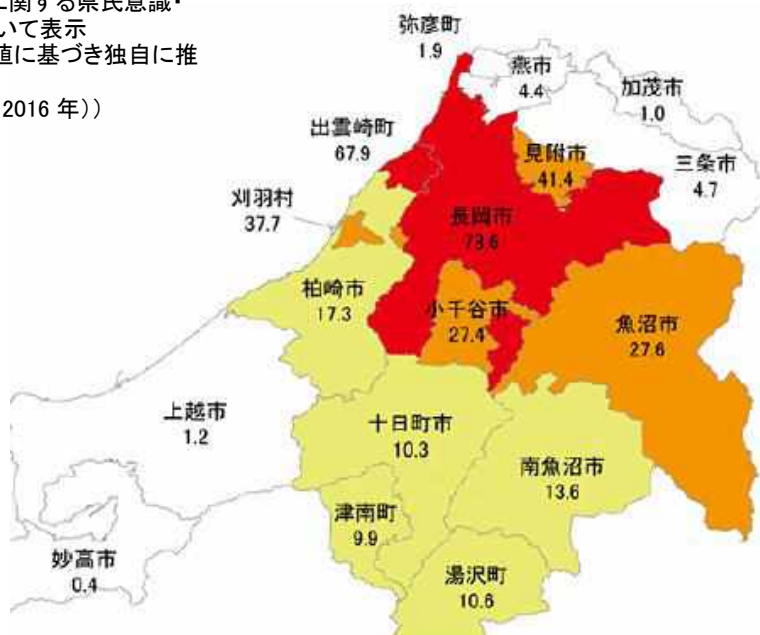 に関する県民意識・
いて表示
値に基づき独自に推
2016 年))
弥彦町
1.9
燕市
4.4
加茂市
1.0
出雲崎町
67.9
見附市
41.4
三条市
4.7
刈羽村
37.7
長岡市
73.6
柏崎市
17.3
小千谷市
27.4
魚沼市
27.6
上越市
1.2
十日町市
10.3
南魚沼市
13.6
津南町
9.9
妙高市
0.4
湯沢町
10.6